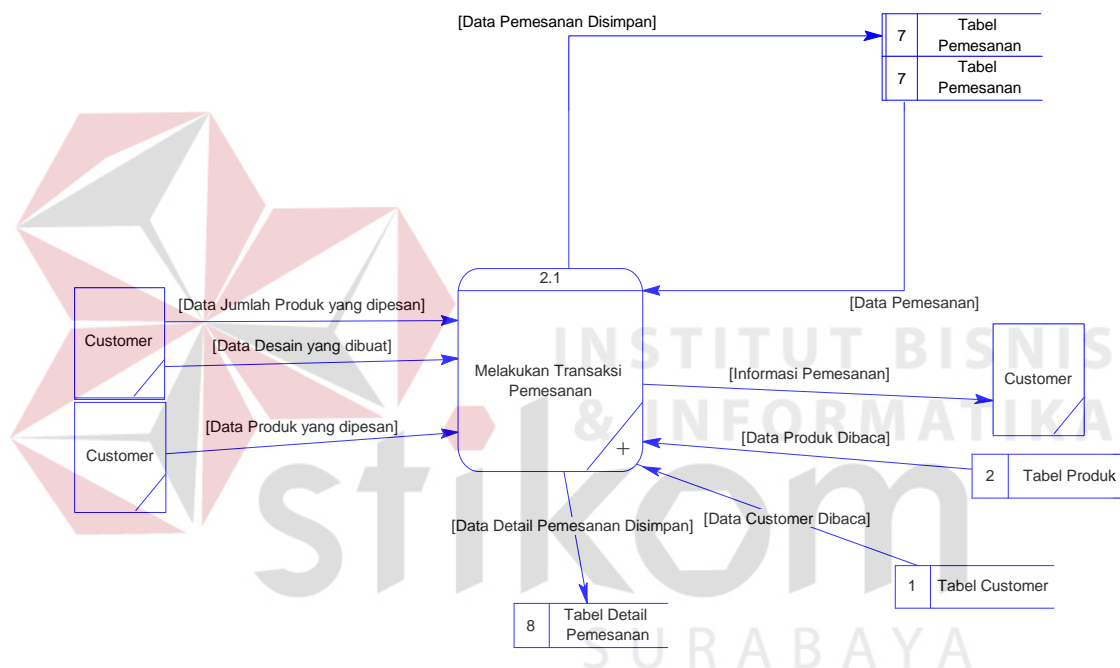 [Data Pemesanan Disimpan]
7
Tabel
Pemesanan
7
Tabel
Pemesanan
2.1
[Data Jumlah Produk yang dipesan]
[Data Pemesanan]
Customer
[Data Desain yang dibuat]
INSTITUT BISNIS
Melakukan Transaksi
Pemesanan
[Informasi Pemesanan]
Customer
& INFORMATIKA
[Data Produk yang dipesan]
[Data Produk Dibaca]
Customer
+
2
Tabel Produk
stikom
[Data Detail Pemesanan Disimpan]
[Data Customer Dibaca]
1
Tabel Customer
8
Tabel Detail
Pemesanan
SURABAYA